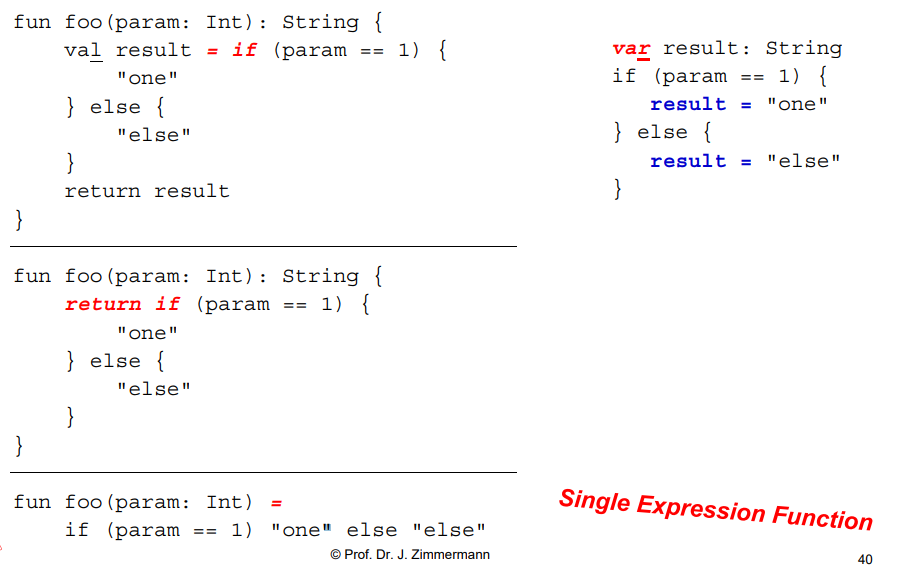 fun foo(param: Int): String {
    val result = if (param == 1) {
        "one"
    } else {
        "else"
    }
    return result
}
var result: String
if (param == 1) {
   result = "one"
} else {
   result = "else"
}
fun foo(param: Int): String {
    return if (param == 1) {
        "one"
    } else {
        "else"
    }
}
fun foo(param: Int) =
    if (param == 1) "one" else "else"
Single Expression Function
© Prof. Dr. J. Zimmermann
40